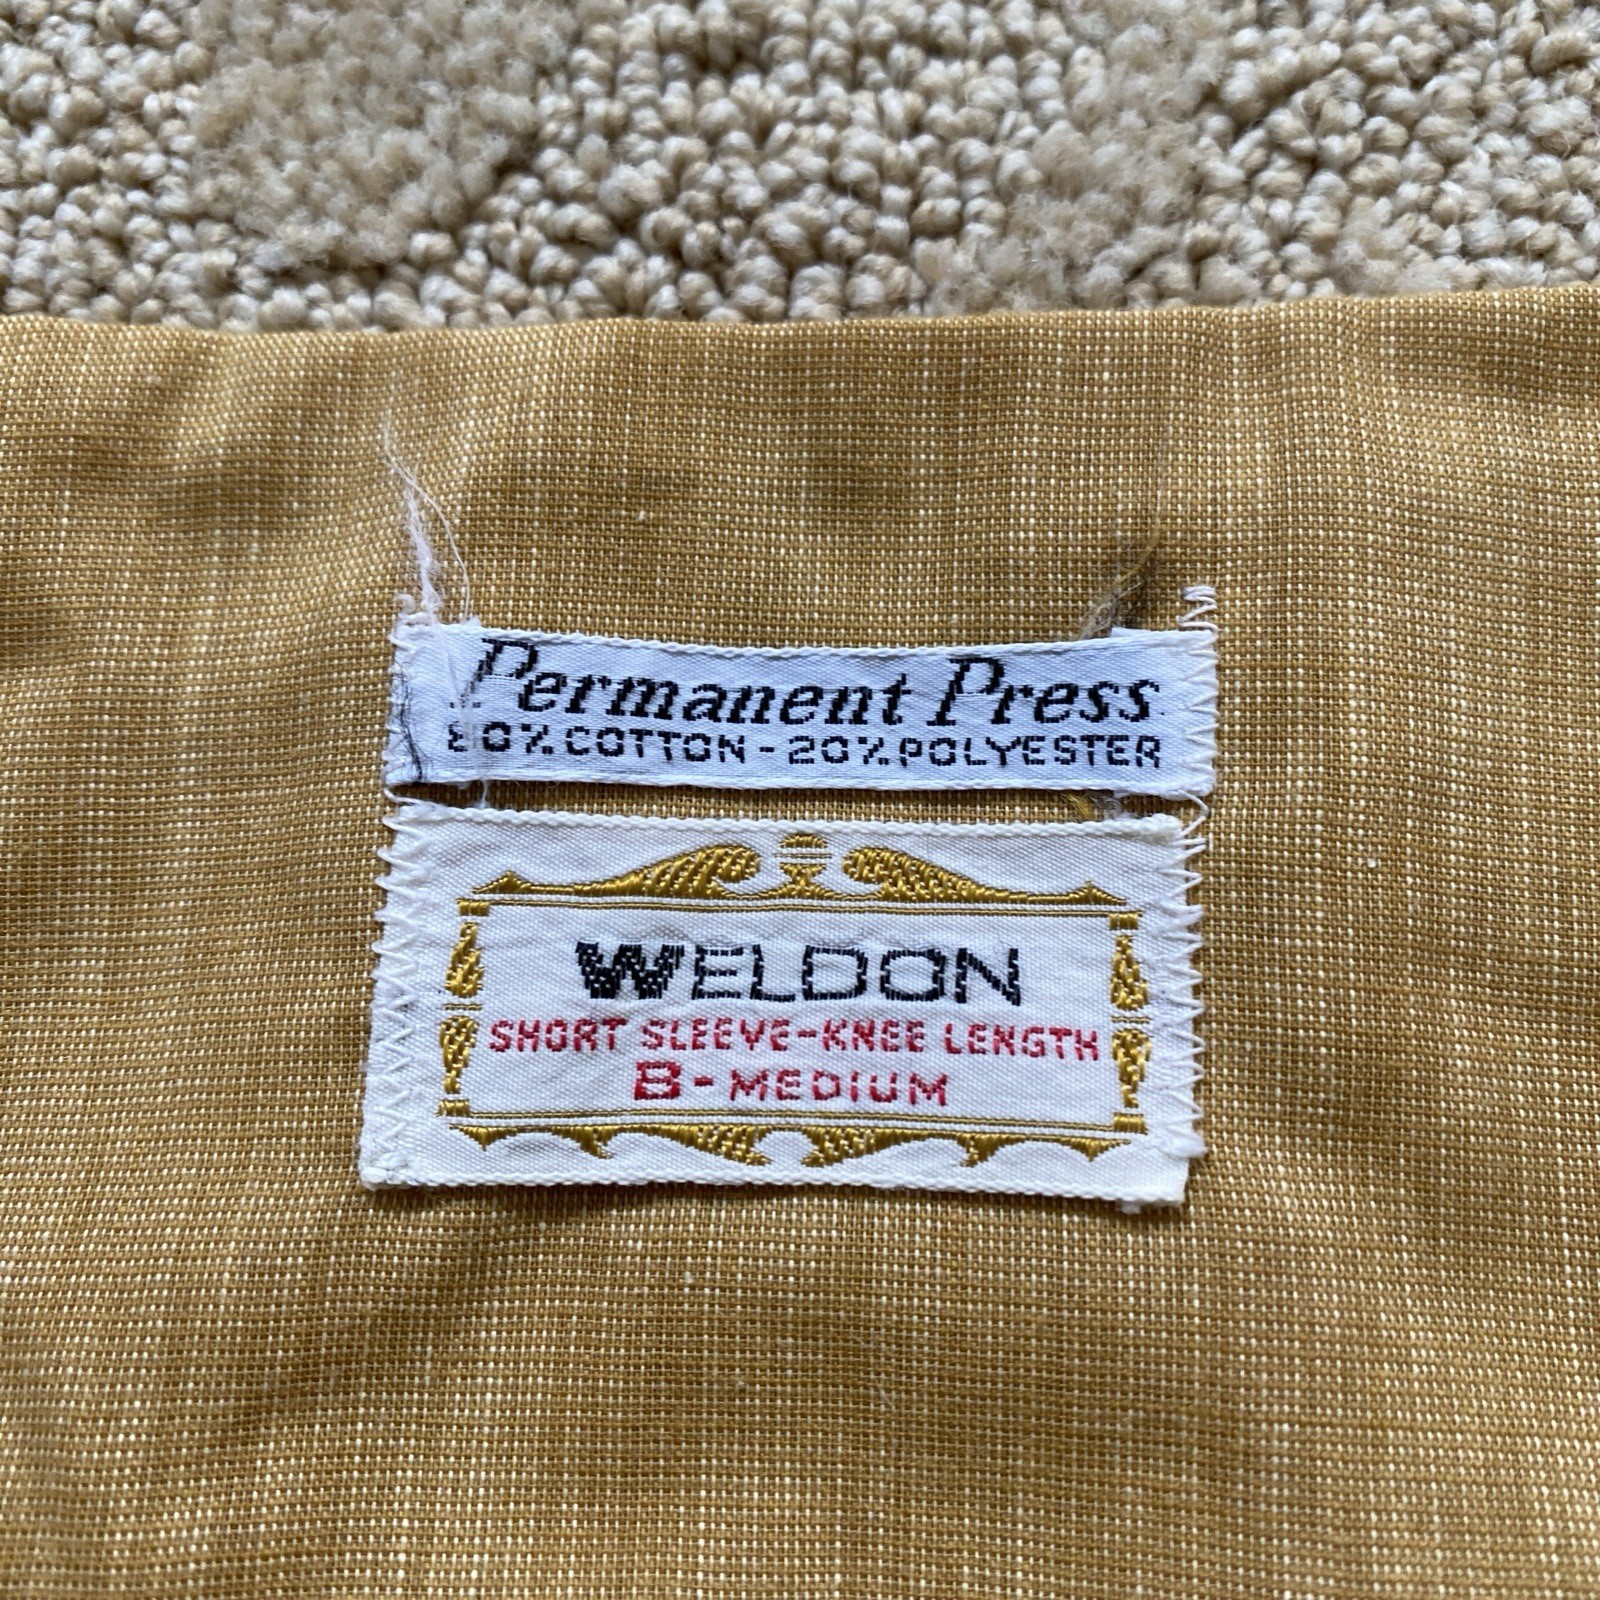 Permanent Press
80% COTTON - 20% POLYESTER
WELDON
SHORT SLEEVE-KNEE LENGTH
B-MEDIUM